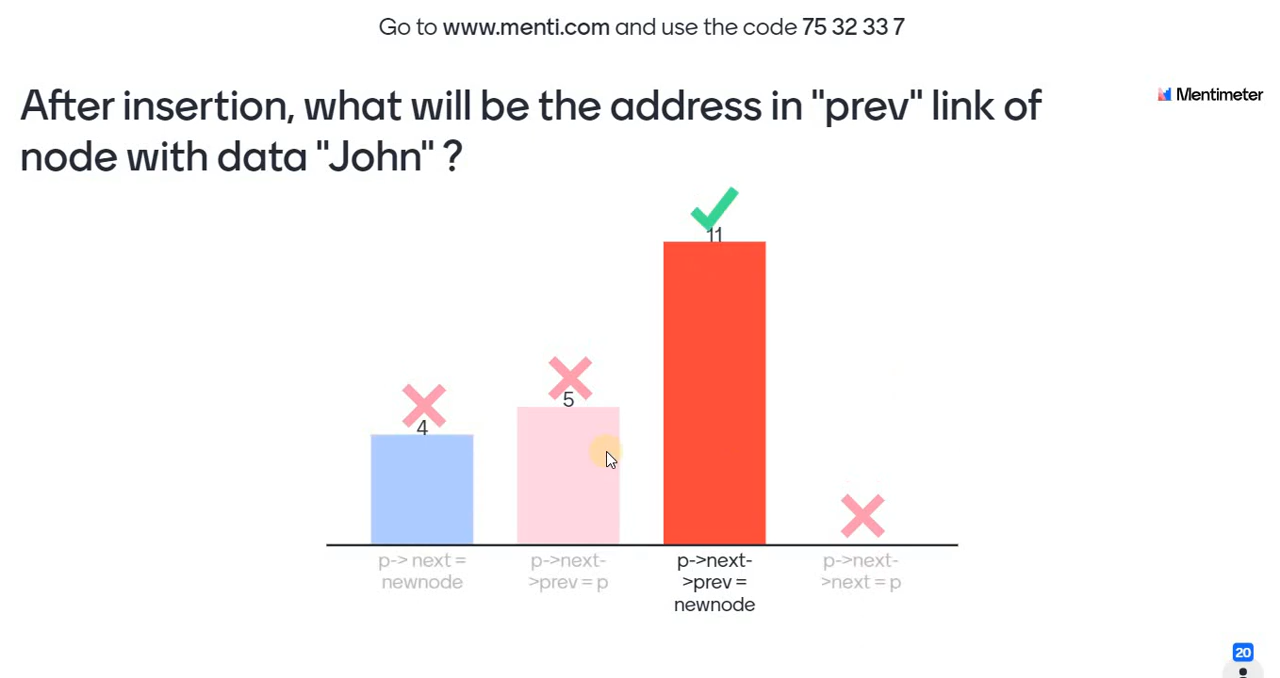 Go to www.menti.com and use the code 75 32 33 7
Mentimeter
After insertion, what will be the address in "prev" link of
node with data "John" ?
11
5
4
p-> next =
newnode
p->next-
>prev = p
p->next-
>prev =
newnode
p->next-
>next = p
20